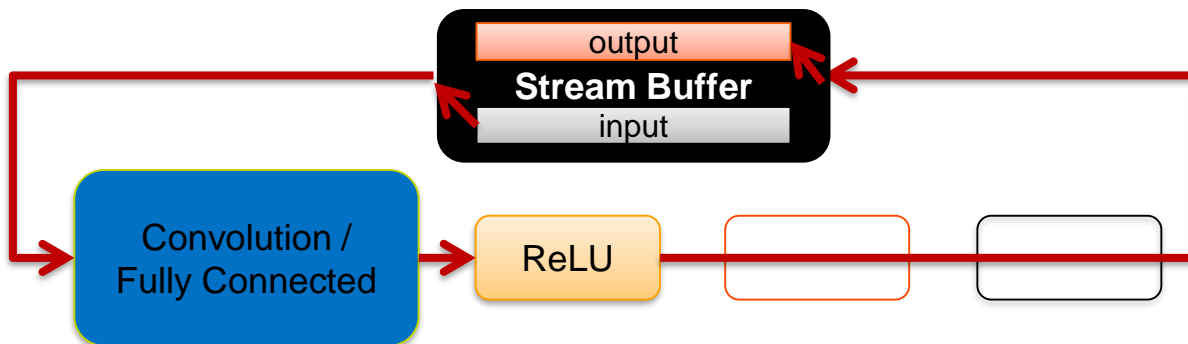 output
Stream Buffer
input
Convolution /
Fully Connected
ReLU